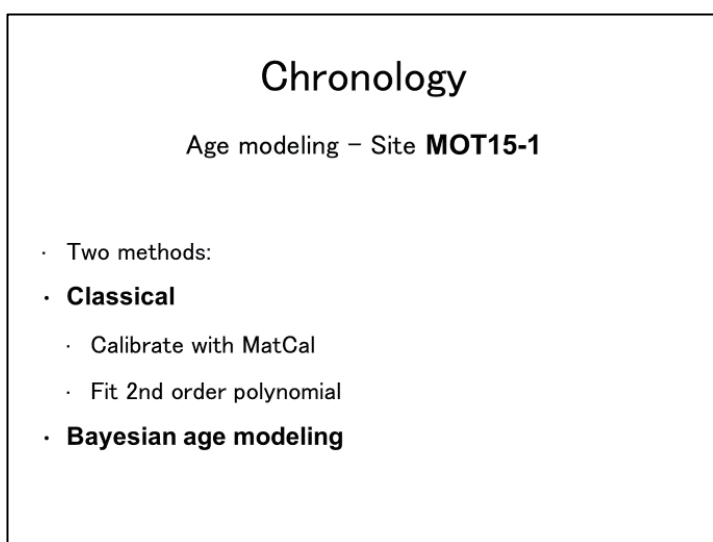 Chronology
Age modeling – Site MOT15-1
· Two methods:
· Classical
· Calibrate with MatCal
· Fit 2nd order polynomial
· Bayesian age modeling